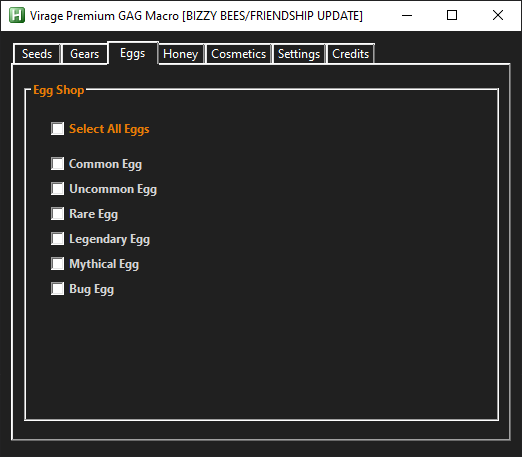 Virage Premium GAG Macro [BIZZY BEES/FRIENDSHIP UPDATE]
Seeds Gears Eggs Honey Cosmetics Settings Credits
Egg Shop
Select All Eggs
Common Egg
Uncommon Egg
Rare Egg
Legendary Egg
Mythical Egg
Bug Egg